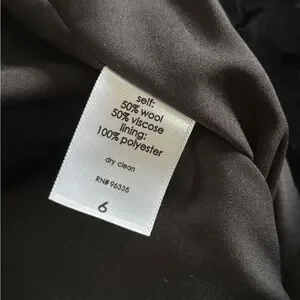 self:
50% wool
50% viscose
lining:
100% polyester
dry clean
RN# 96335
6